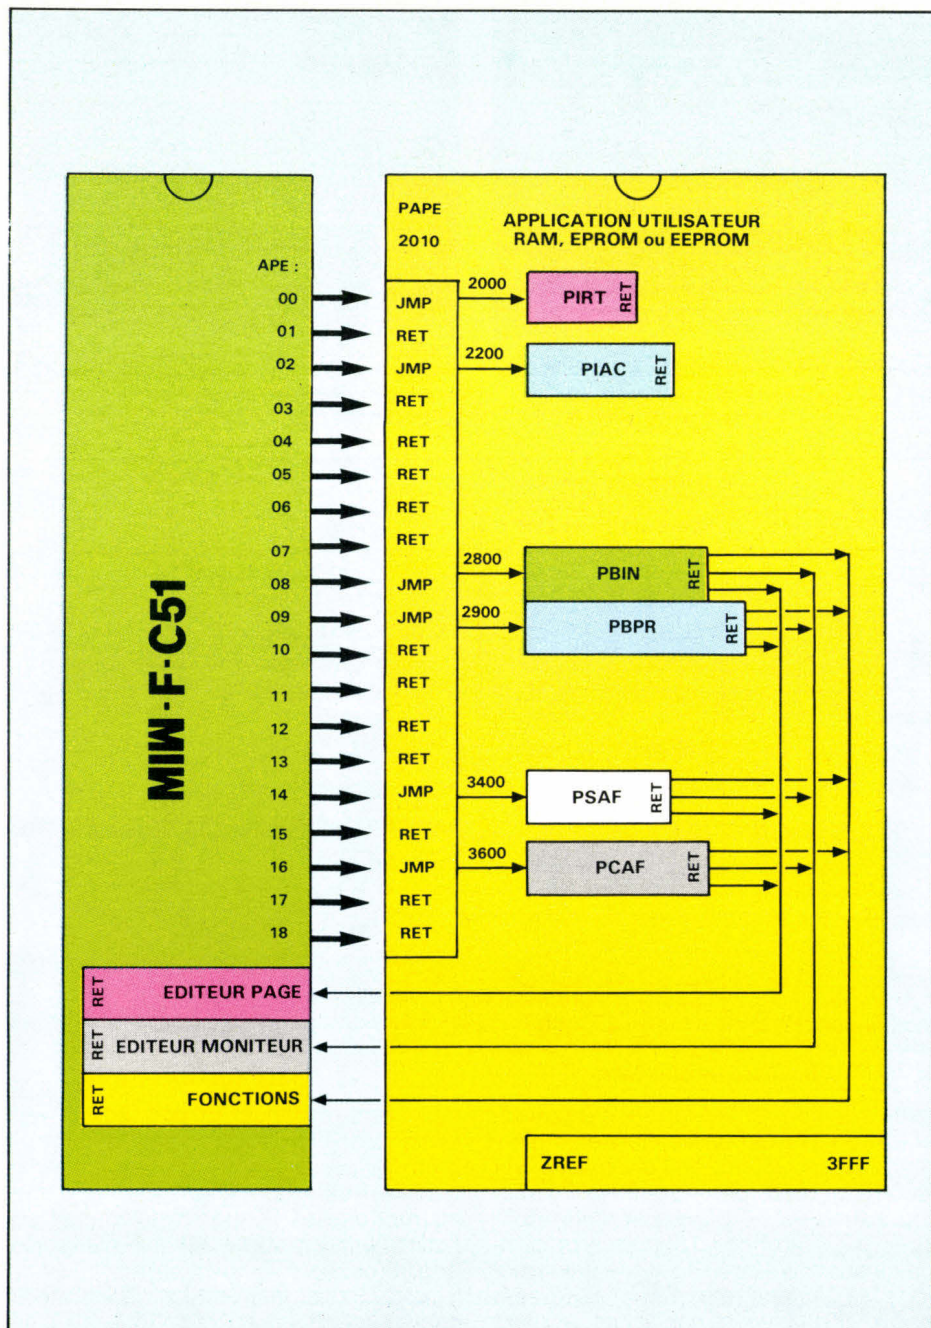 PAPE
2010
APPLICATION UTILISATEUR
RAM, EPROM ou EEPROM
MIW·F·C51
APE :
00 JMP 2000 PIRT RET
01 RET
02 JMP 2200 PIAC RET
03 RET
04 RET
05 RET
06 RET
07 RET
08 JMP 2800 PBIN RET
09 JMP 2900 PBPR RET
10 RET
11 RET
12 RET
13 RET
14 JMP 3400 PSAF RET
15 RET
16 JMP 3600 PCAF RET
17 RET
18 RET
RET EDITEUR PAGE
RET EDITEUR MONITEUR
RET FONCTIONS
ZREF 3FFF